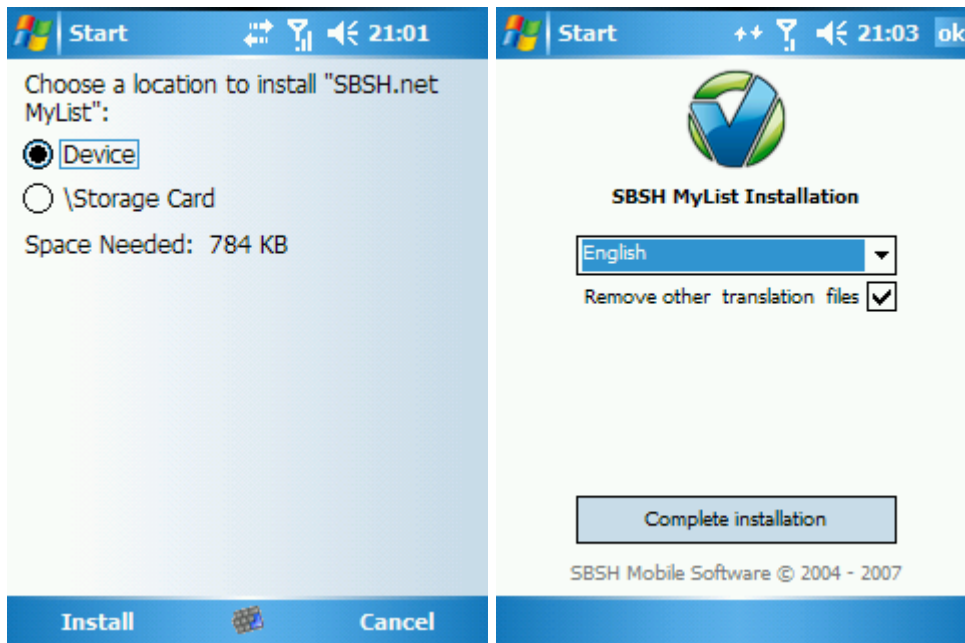 Start 21:01
Choose a location to install "SBSH.net
MyList":
Device
\Storage Card
Space Needed: 784 KB
Install Cancel
Start 21:03 ok
SBSH MyList Installation
English
Remove other translation files
Complete installation
SBSH Mobile Software © 2004 - 2007